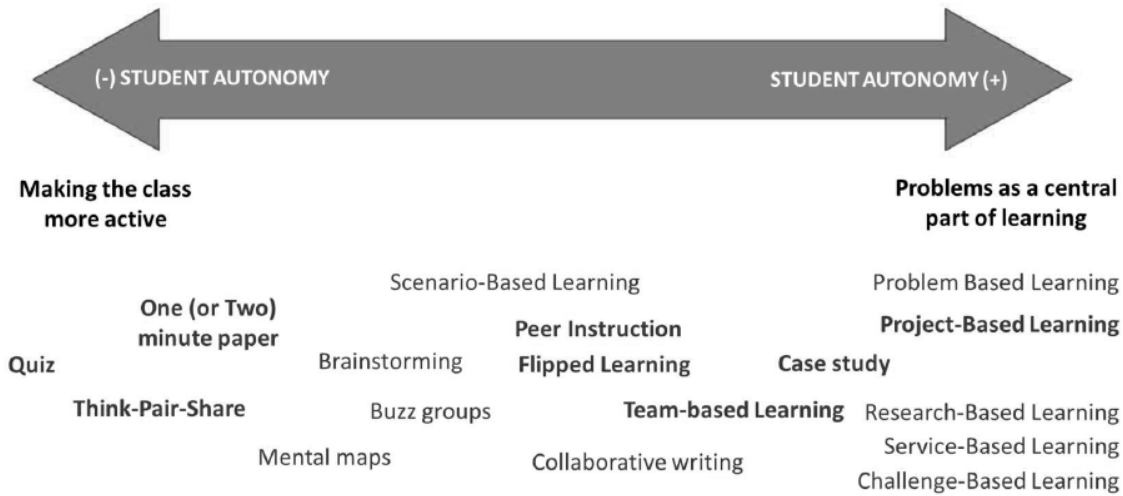 (-) STUDENT AUTONOMY
STUDENT AUTONOMY (+)
Making the class
more active
Problems as a central
part of learning
Scenario-Based Learning
Problem Based Learning
One (or Two)
minute paper
Peer Instruction
Project-Based Learning
Quiz
Brainstorming
Flipped Learning
Case study
Think-Pair-Share
Buzz groups
Team-based Learning
Research-Based Learning
Mental maps
Collaborative writing
Service-Based Learning
Challenge-Based Learning